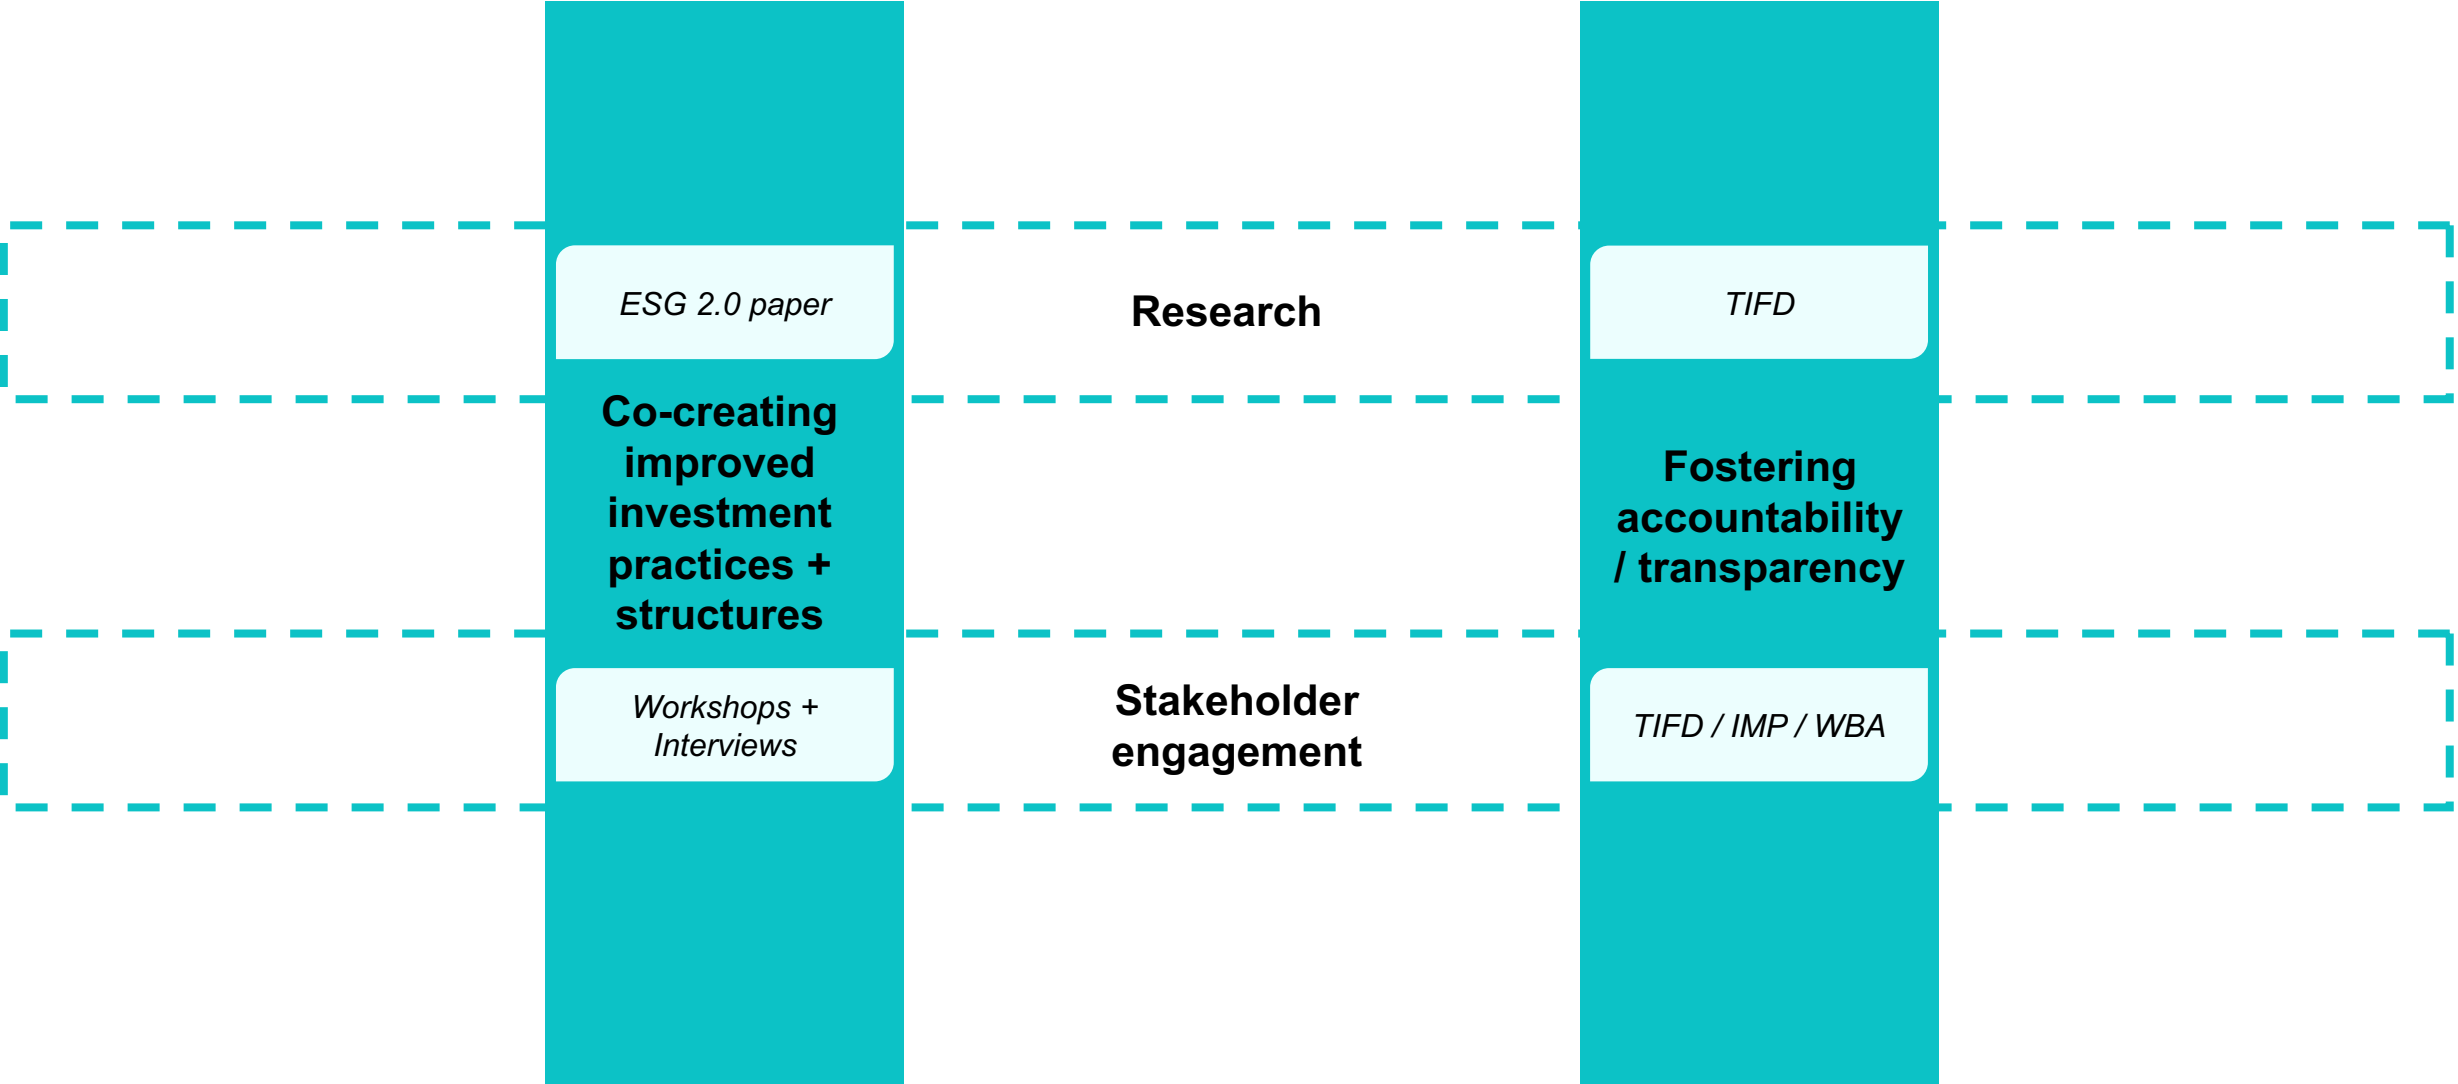 ESG 2.0 paper
Research
TIFD
Co-creating
improved
investment
practices +
structures
Fostering
accountability
/ transparency
Workshops +
Interviews
Stakeholder
engagement
TIFD / IMP / WBA